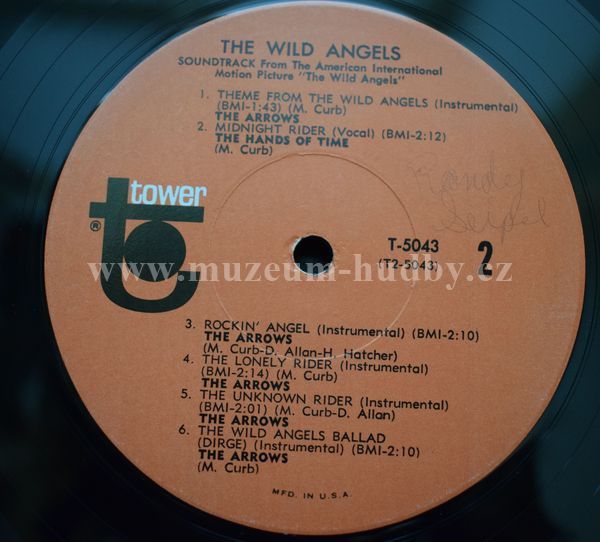 THE WILD ANGELS
SOUNDTRACK From The American International
Motion Picture "The Wild Angels"
1. THEME FROM THE WILD ANGELS (Instrumental)
(BMI-1:43) (M. Curb)
THE ARROWS
2. MIDNIGHT RIDER (Vocal) (BMI-2:12)
THE HANDS OF TIME
(M. Curb)
tower
®
T-5043
(T2-5043)
2
www.muzeum-hudby.cz
3. ROCKIN' ANGEL (Instrumental) (BMI-2:10)
THE ARROWS
(M. Curb-D. Allan-H. Hatcher)
4. THE LONELY RIDER (Instrumental)
(BMI-2:14) (M. Curb)
THE ARROWS
5. THE UNKNOWN RIDER (Instrumental)
(BMI-2:01) (M. Curb-D. Allan)
THE ARROWS
6. THE WILD ANGELS BALLAD
(DIRGE) (Instrumental) (BMI-2:10)
THE ARROWS
(M. Curb)
MFD. IN U.S.A.